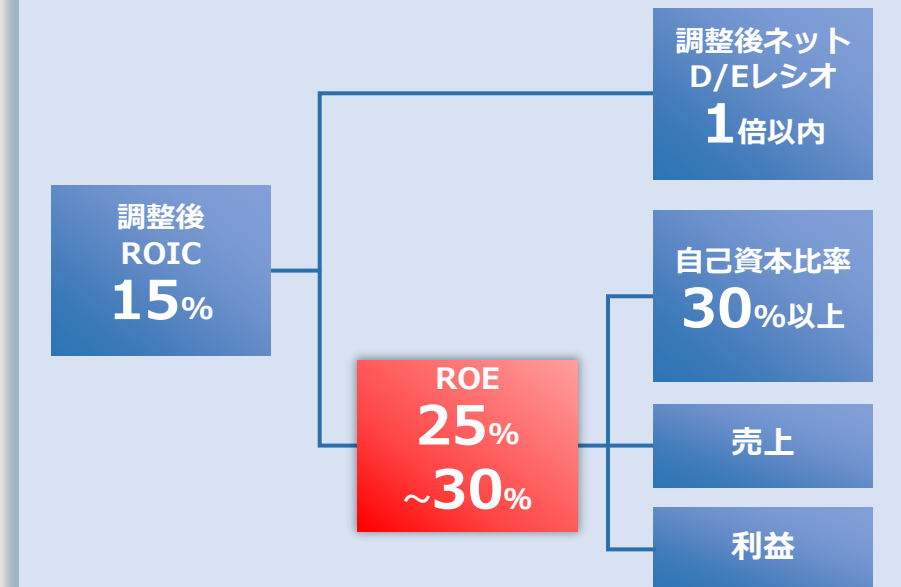 調整後ネット
D/Eレシオ
1倍以内
調整後
ROIC
15%
自己資本比率
30%以上
ROE
25%
~30%
売上
利益